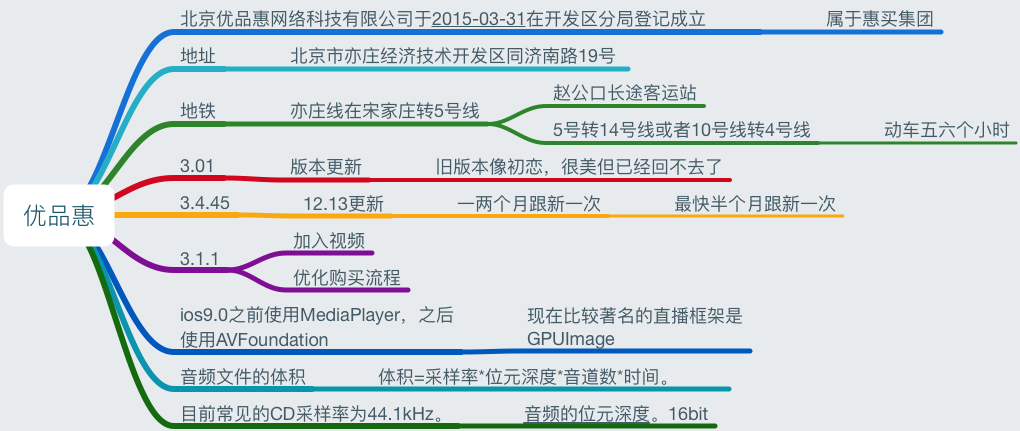 优品惠
北京优品惠网络科技有限公司于2015-03-31在开发区分局登记成立
属于惠买集团
地址
北京市亦庄经济技术开发区同济南路19号
地铁
亦庄线在宋家庄转5号线
赵公口长途客运站
5号转14号线或者10号线转4号线
动车五六个小时
3.01
版本更新
旧版本像初恋，很美但已经回不去了
3.4.45
12.13更新
一两个月跟新一次
最快半个月跟新一次
3.1.1
加入视频
优化购买流程
ios9.0之前使用MediaPlayer，之后
使用AVFoundation
现在比较著名的直播框架是
GPUImage
音频文件的体积
体积=采样率*位元深度*音道数*时间。
目前常见的CD采样率为44.1kHz。
音频的位元深度。16bit